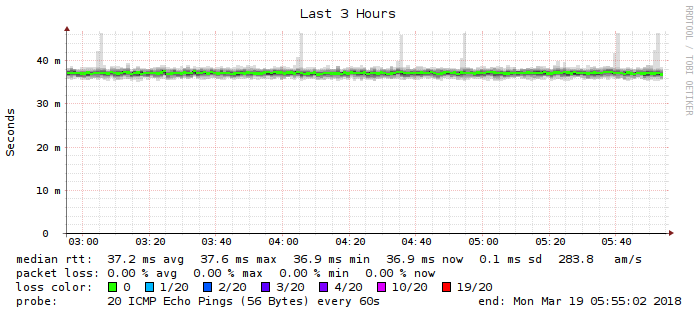 Last 3 Hours
RRDTOOL / TOBI OETIKER
Seconds
40 m
30 m
20 m
10 m
0
03:00 03:20 03:40 04:00 04:20 04:40 05:00 05:20 05:40
median rtt: 37.2 ms avg 37.6 ms max 36.9 ms min 36.9 ms now 0.1 ms sd 283.8 am/s
packet loss: 0.00 % avg 0.00 % max 0.00 % min 0.00 % now
loss color: 0 1/20 2/20 3/20 4/20 10/20 19/20
probe: 20 ICMP Echo Pings (56 Bytes) every 60s end: Mon Mar 19 05:55:02 2018